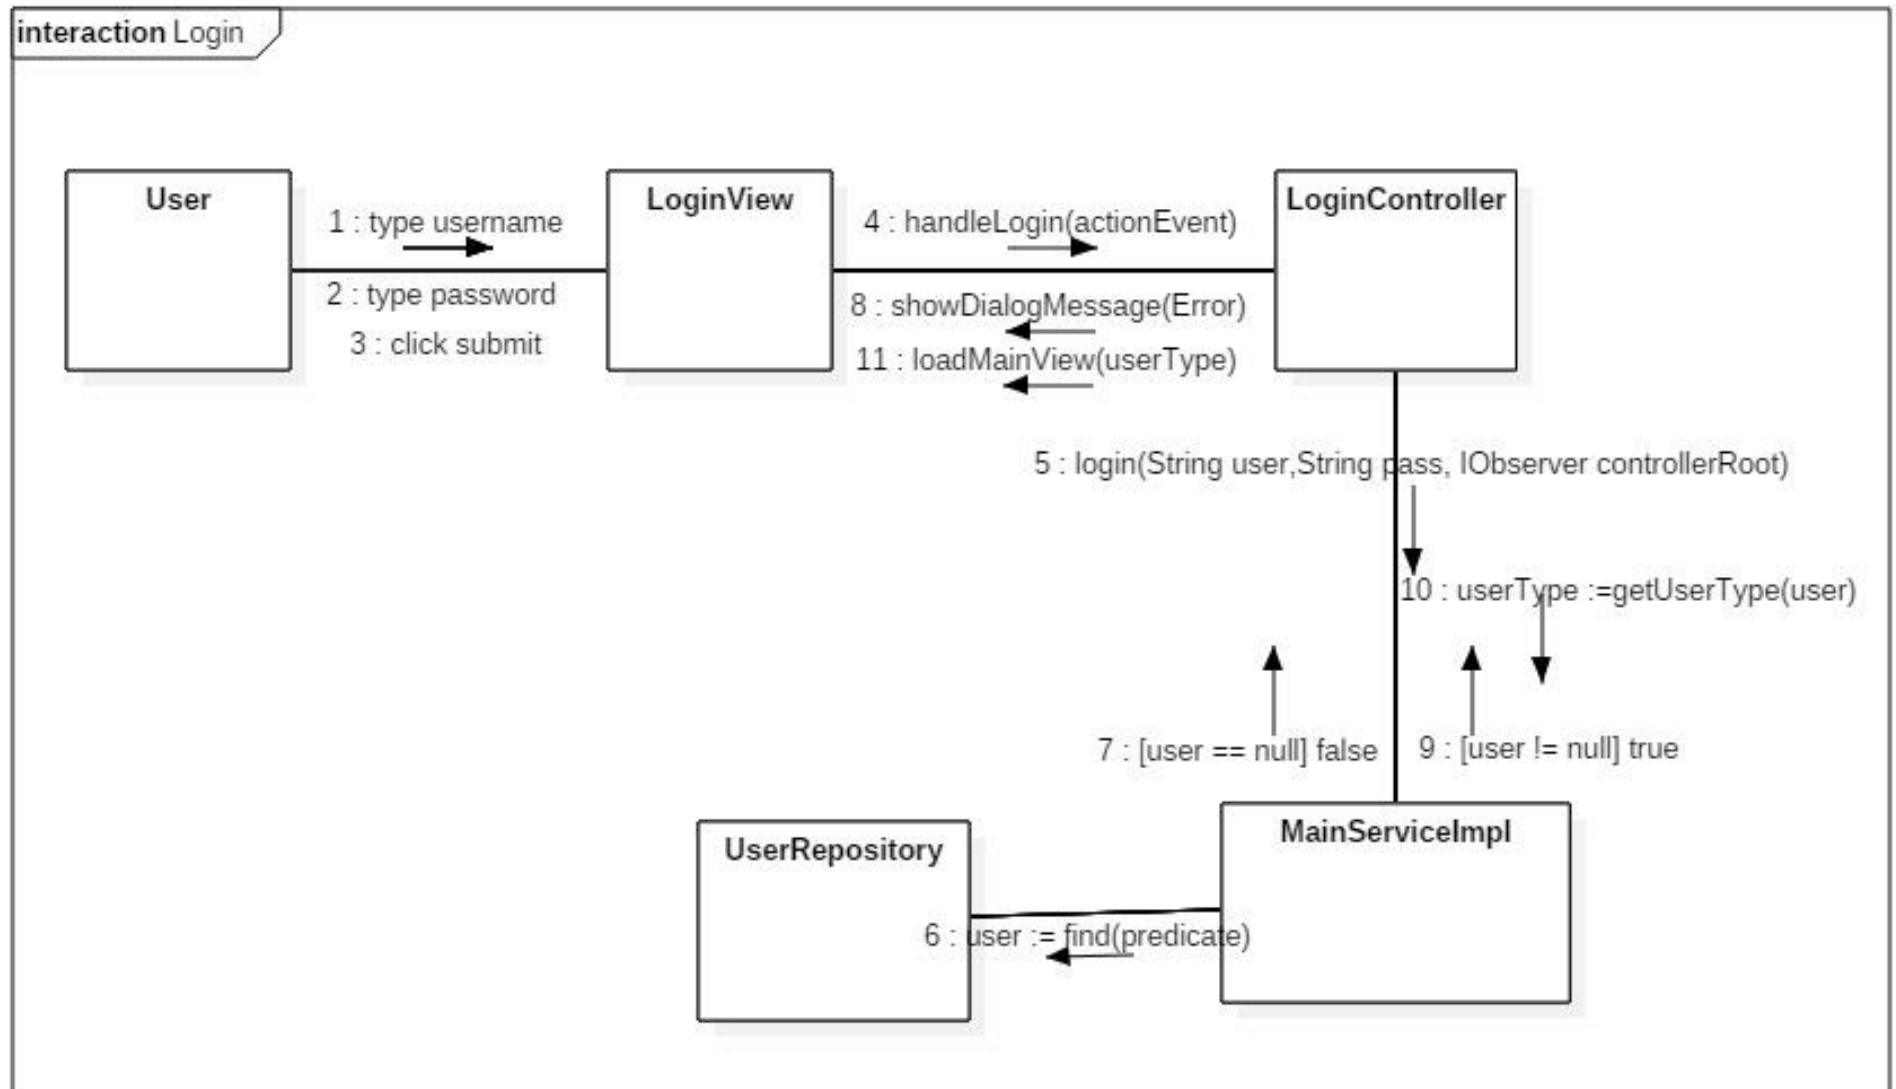 interaction Login
User
LoginView
LoginController
1 : type username
4 : handleLogin(actionEvent)
2 : type password
8 : showDialogMessage(Error)
3 : click submit
11 : loadMainView(userType)
5 : login(String user,String pass, IObserver controllerRoot)
10 : userType :=getUserType(user)
7 : [user == null] false
9 : [user != null] true
UserRepository
MainServiceImpl
6 : user := find(predicate)